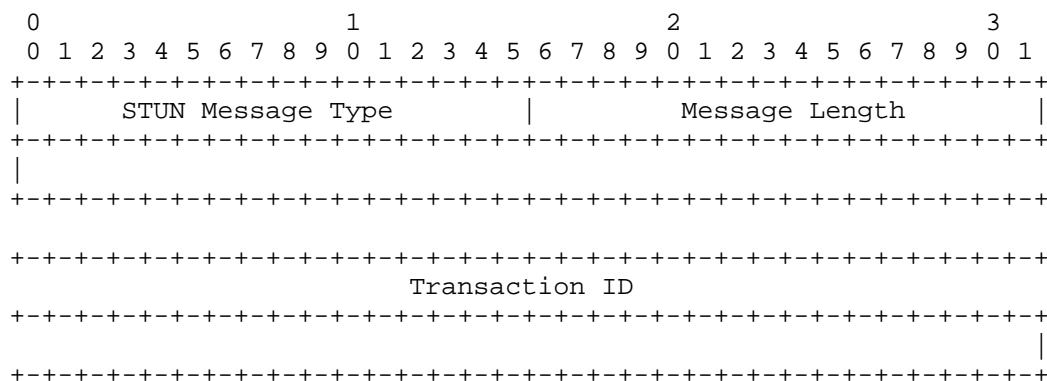 0                   1                   2                   3
0 1 2 3 4 5 6 7 8 9 0 1 2 3 4 5 6 7 8 9 0 1 2 3 4 5 6 7 8 9 0 1
+-+-+-+-+-+-+-+-+-+-+-+-+-+-+-+-+-+-+-+-+-+-+-+-+-+-+-+-+-+-+-+-+
|      STUN Message Type        |         Message Length        |
+-+-+-+-+-+-+-+-+-+-+-+-+-+-+-+-+-+-+-+-+-+-+-+-+-+-+-+-+-+-+-+-+
|
+-+-+-+-+-+-+-+-+-+-+-+-+-+-+-+-+-+-+-+-+-+-+-+-+-+-+-+-+-+-+-+-+
+-+-+-+-+-+-+-+-+-+-+-+-+-+-+-+-+-+-+-+-+-+-+-+-+-+-+-+-+-+-+-+-+
Transaction ID
+-+-+-+-+-+-+-+-+-+-+-+-+-+-+-+-+-+-+-+-+-+-+-+-+-+-+-+-+-+-+-+-+
|
+-+-+-+-+-+-+-+-+-+-+-+-+-+-+-+-+-+-+-+-+-+-+-+-+-+-+-+-+-+-+-+-+